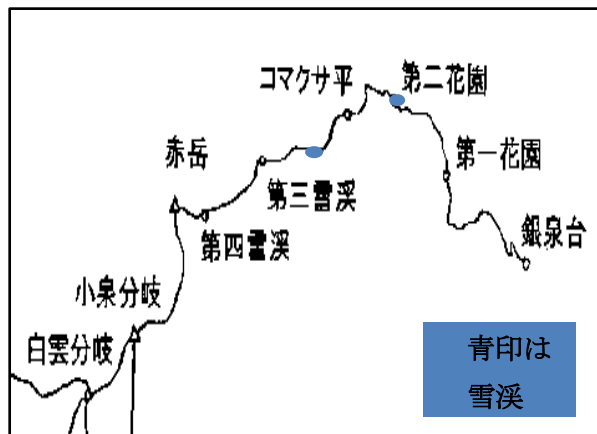 コマクサ平
第二花園
赤岳
第一花園
第三雪渓
第四雪渓
銀泉台
小泉分岐
白雲分岐
青印は
雪渓